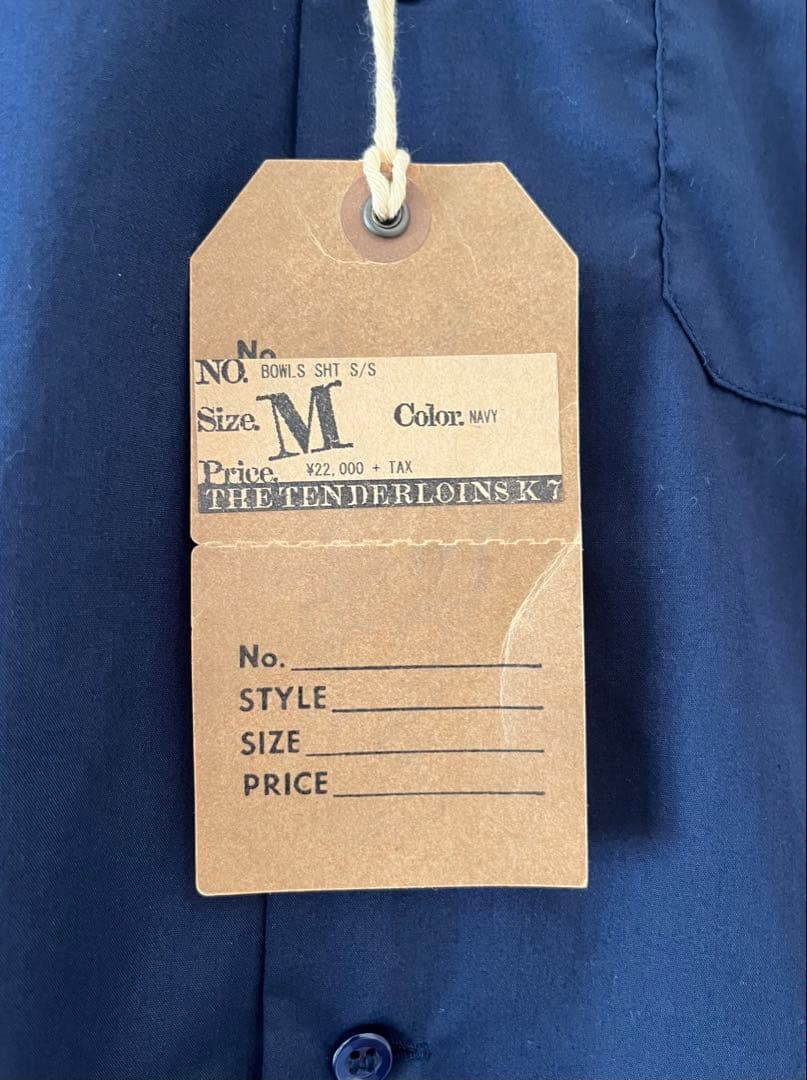 No.
NO. BOWLS SHT S/S
Size. M Color. NAVY
Price. ¥22,000 + TAX
THE TENDERLOINS K 7
No.
STYLE
SIZE
PRICE